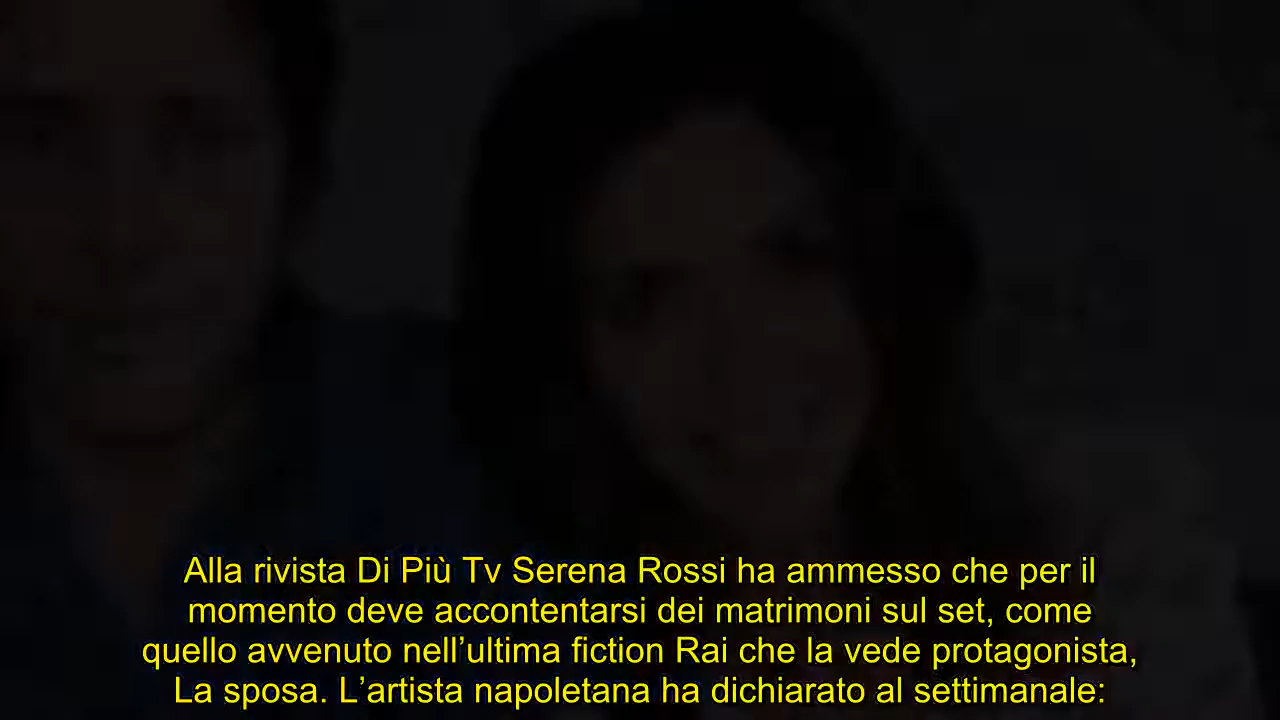 Alla rivista Di Più Tv Serena Rossi ha ammesso che per il
momento deve accontentarsi dei matrimoni sul set, come
quello avvenuto nell’ultima fiction Rai che la vede protagonista,
La sposa. L’artista napoletana ha dichiarato al settimanale: